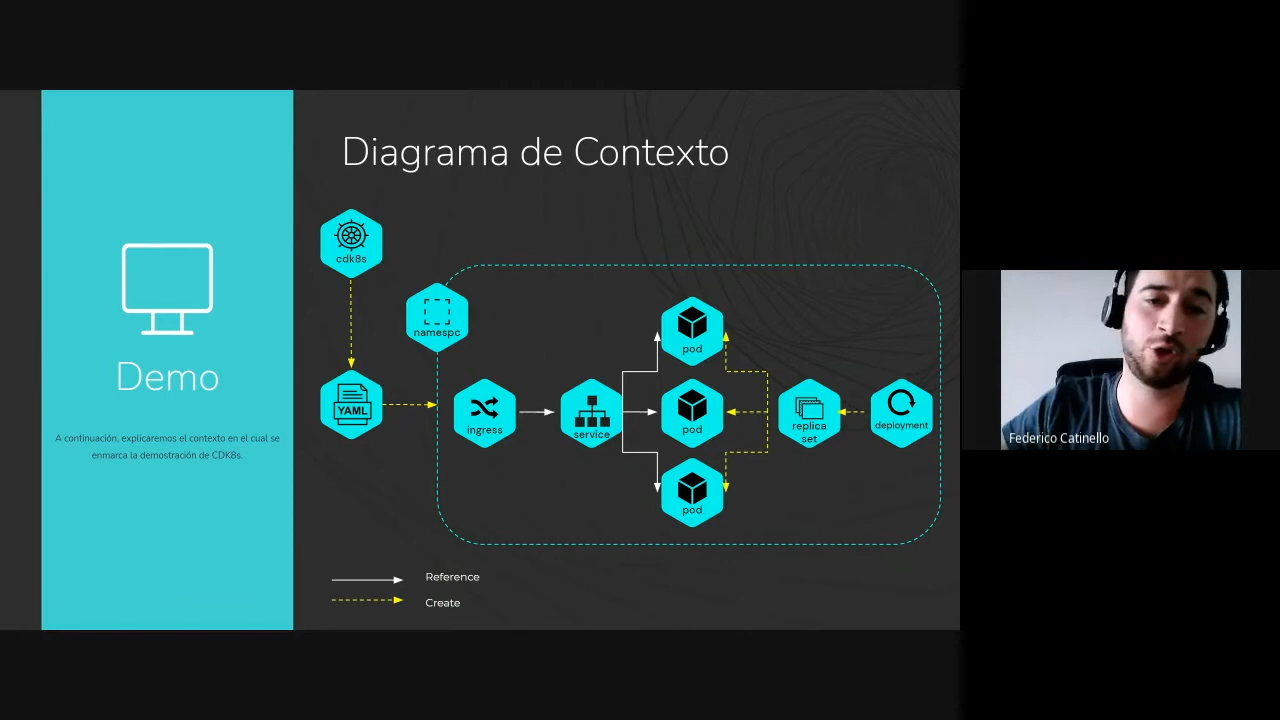 Diagrama de Contexto
Demo
A continuación, explicaremos el contexto en el cual se
enmarca la demostración de CDK8s.
cdk8s
namespc
YAML
ingress
service
pod
pod
pod
replica
set
deployment
Reference
Create
Federico Catinello